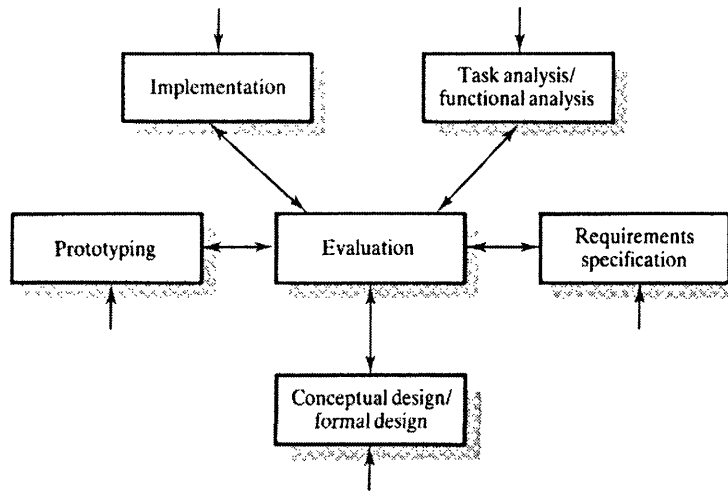 Implementation
Task analysis/
functional analysis
Prototyping
Evaluation
Requirements
specification
Conceptual design/
formal design